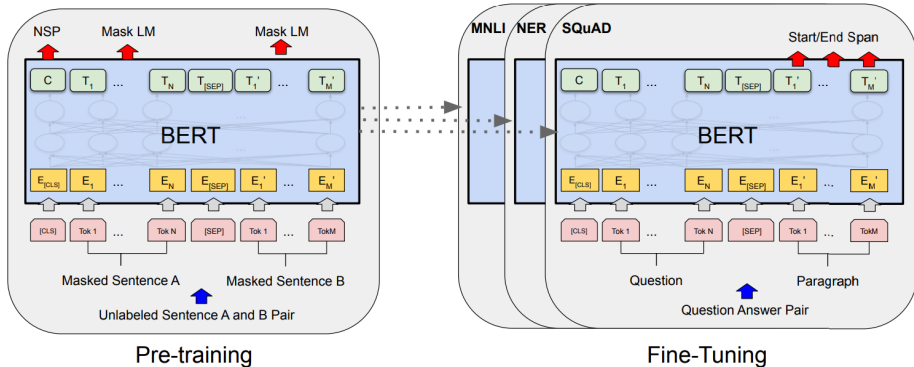 NSP Mask LM Mask LM
C T1 ... TN T[SEP] T1' ... TM'
...
BERT
...
E[CLS] E1 ... EN E[SEP] E1' ... EM'
[CLS] Tok 1 ... Tok N [SEP] Tok 1 ... TokM
Masked Sentence A Masked Sentence B
Unlabeled Sentence A and B Pair
Pre-training
MNLI NER SQuAD
Start/End Span
C T1 ... TN T[SEP] T1' ... TM'
...
BERT
...
E[CLS] E1 ... EN E[SEP] E1' ... EM'
[CLS] Tok 1 ... Tok N [SEP] Tok 1 ... TokM
Question Paragraph
Question Answer Pair
Fine-Tuning